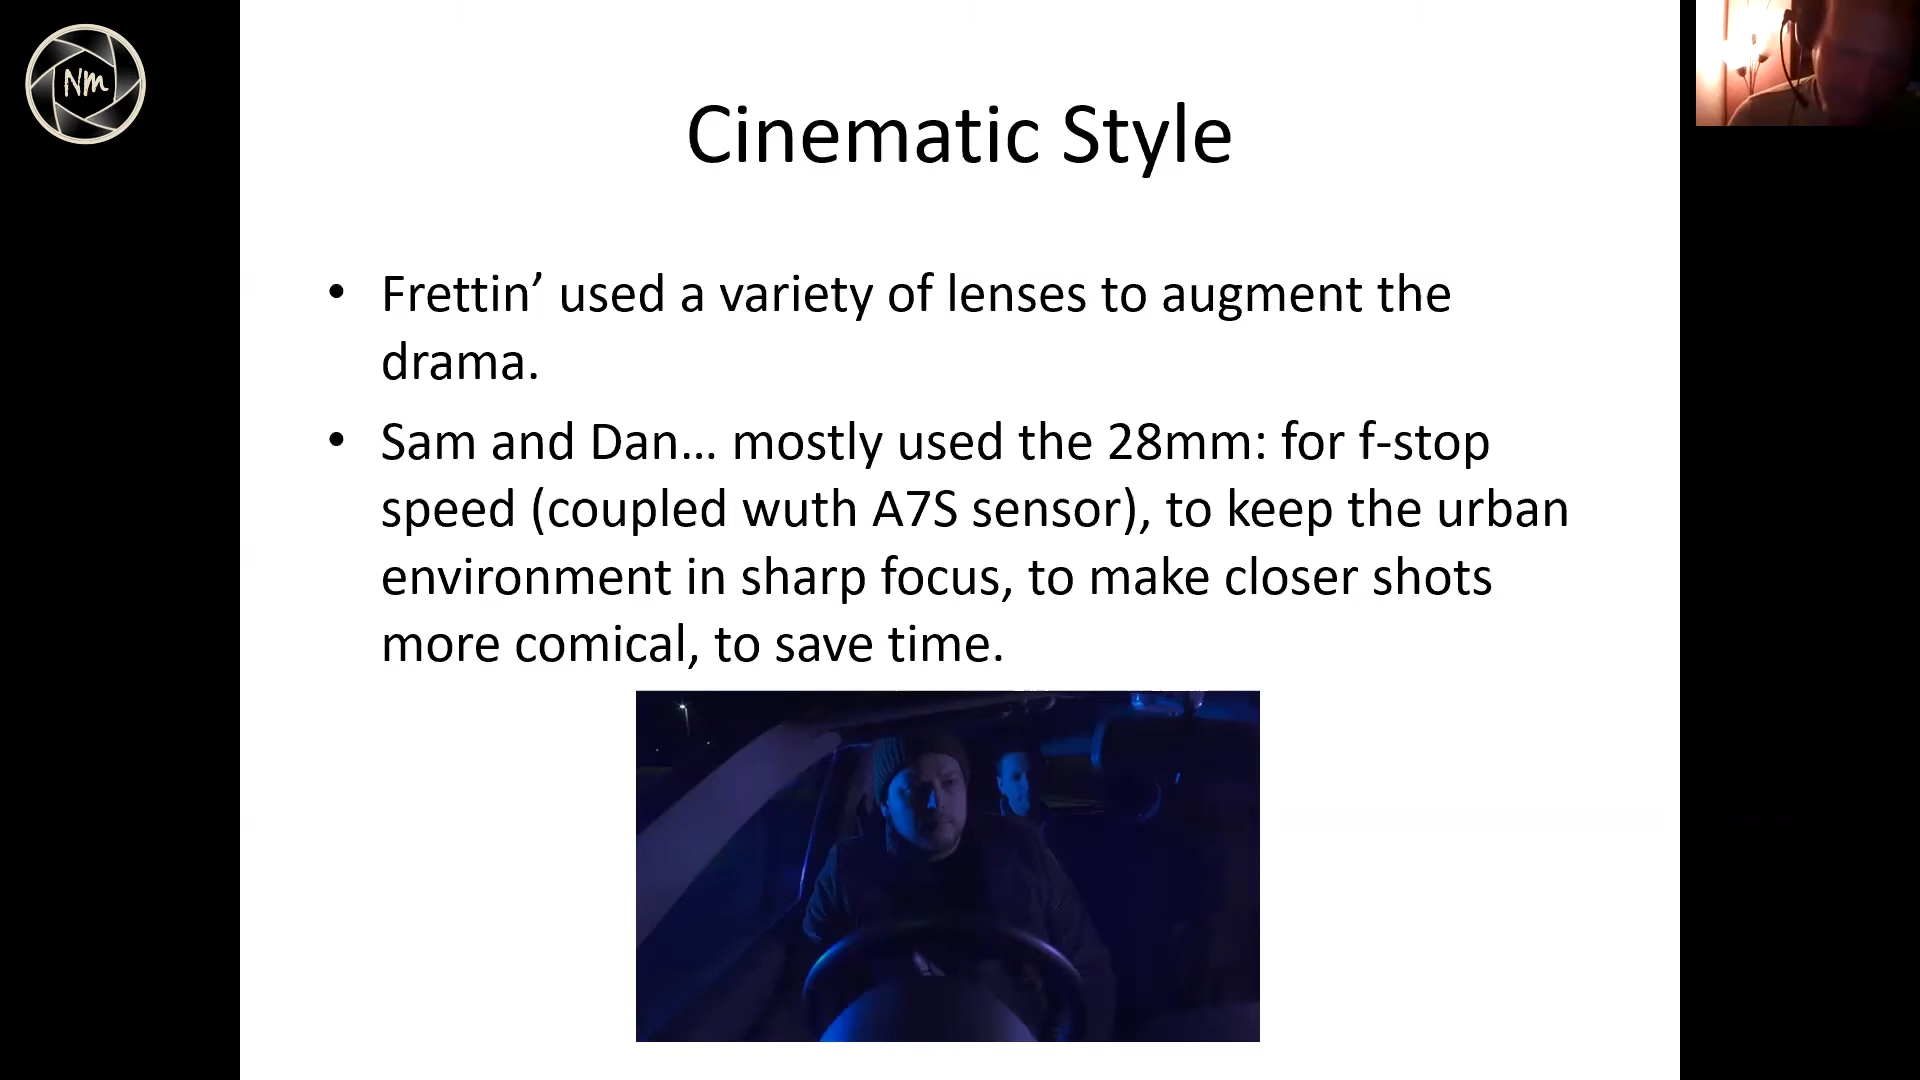 Nm
Cinematic Style
• Frettin’ used a variety of lenses to augment the
drama.
• Sam and Dan… mostly used the 28mm: for f-stop
speed (coupled wuth A7S sensor), to keep the urban
environment in sharp focus, to make closer shots
more comical, to save time.